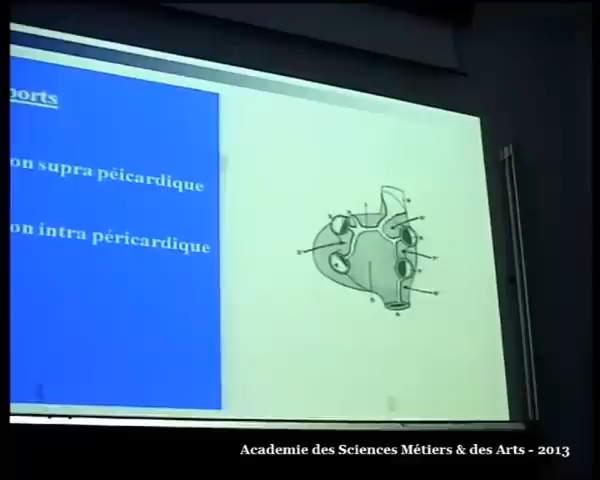 ports
on supra péicardique
on intra péricardique
Academie des Sciences Métiers & des Arts - 2013